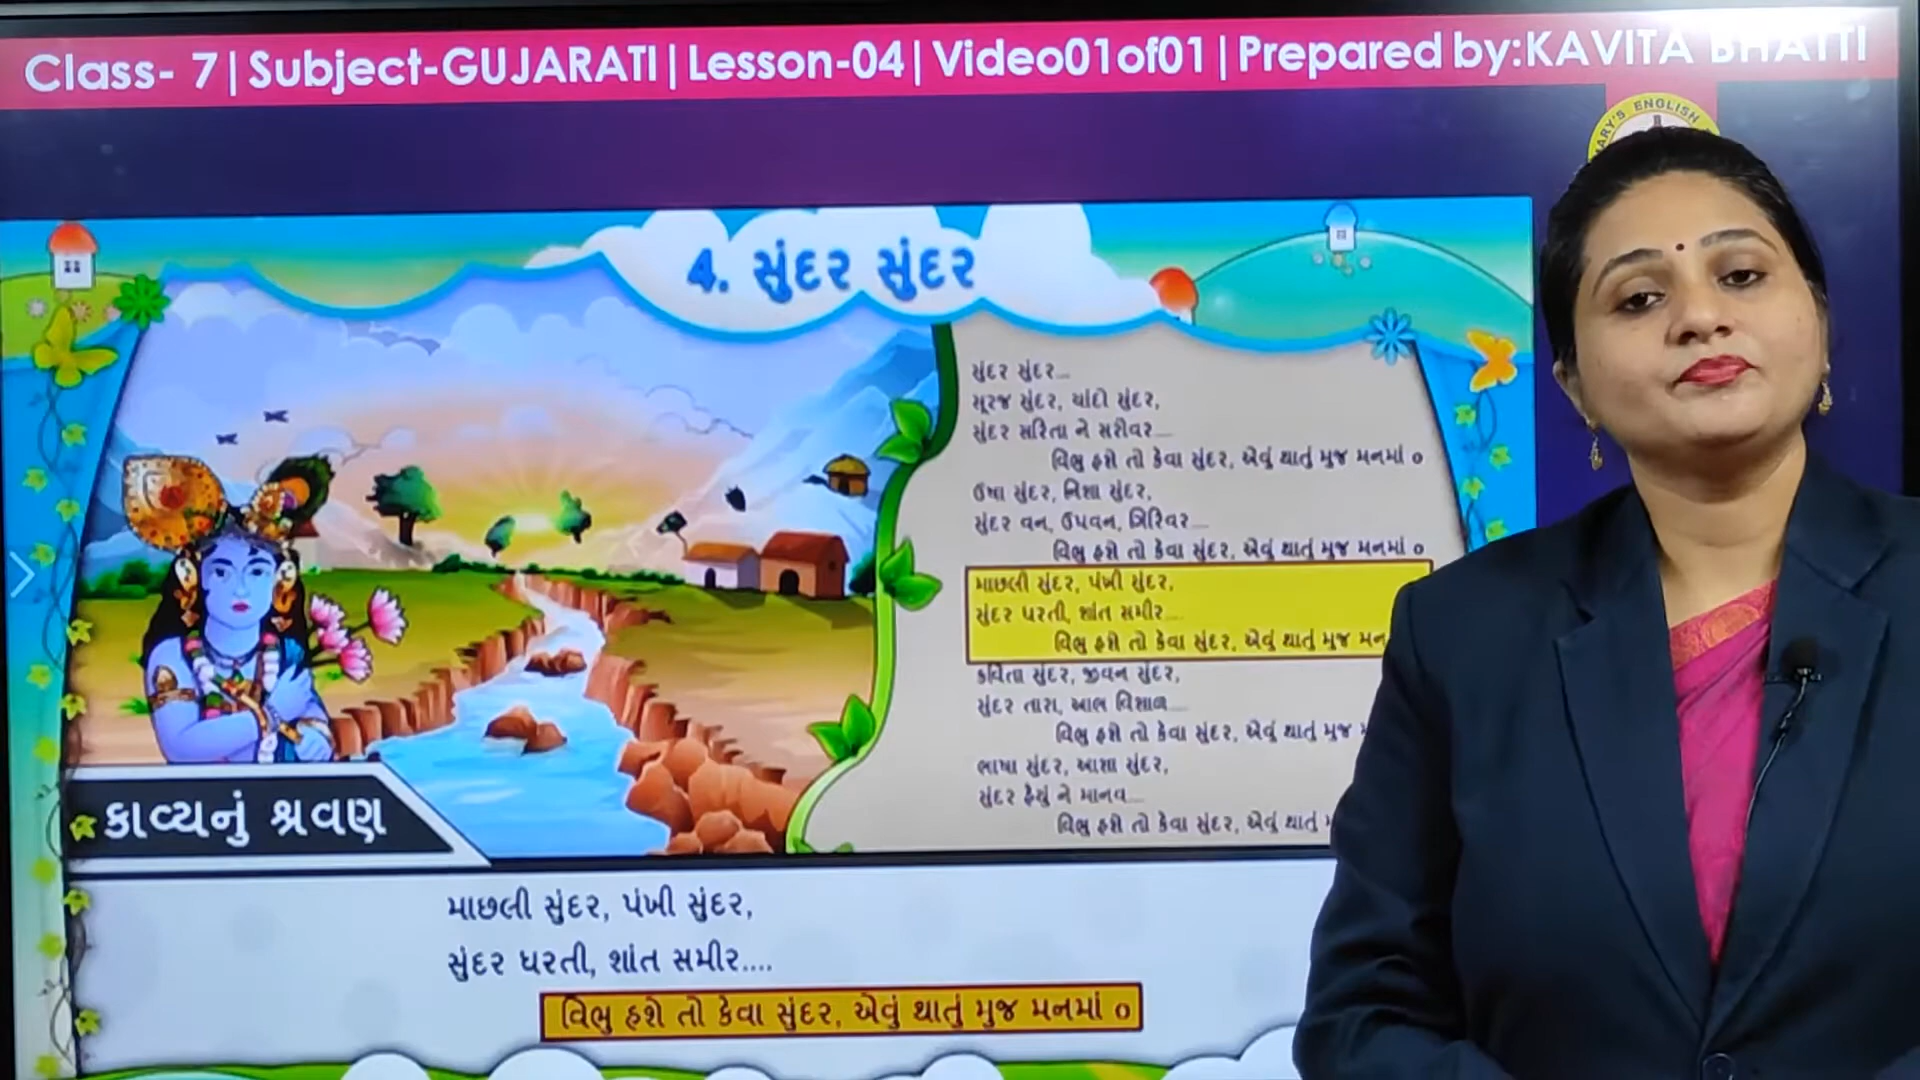 Class- 7|Subject-GUJARATI|Lesson-04|Video01of01|Prepared by:KAVITA BHATTI
MARY'S ENGLISH
4. સુંદર સુંદર
સુંદર સુંદર....
સૂરજ સુંદર, ચાંદો સુંદર,
સુંદર સરિતા ને સરોવર....
વિભુ હશે તો કેવા સુંદર, એવું થાતું મુજ મનમાં ૦
ઉષા સુંદર, નિશા સુંદર,
સુંદર વન, ઉપવન, ગિરિવર....
વિભુ હશે તો કેવા સુંદર, એવું થાતું મુજ મનમાં ૦
માછલી સુંદર, પંખી સુંદર,
સુંદર ધરતી, શાંત સમીર....
વિભુ હશે તો કેવા સુંદર, એવું થાતું મુજ મન
કવિતા સુંદર, જીવન સુંદર,
સુંદર તારા, આભ વિશાળ....
વિભુ હશે તો કેવા સુંદર, એવું થાતું મુજ
ભાષા સુંદર, આશા સુંદર,
સુંદર હૈયું ને માનવ....
વિભુ હશે તો કેવા સુંદર, એવું થાતું
કાવ્યનું શ્રવણ
માછલી સુંદર, પંખી સુંદર,
સુંદર ધરતી, શાંત સમીર....
વિભુ હશે તો કેવા સુંદર, એવું થાતું મુજ મનમાં ૦